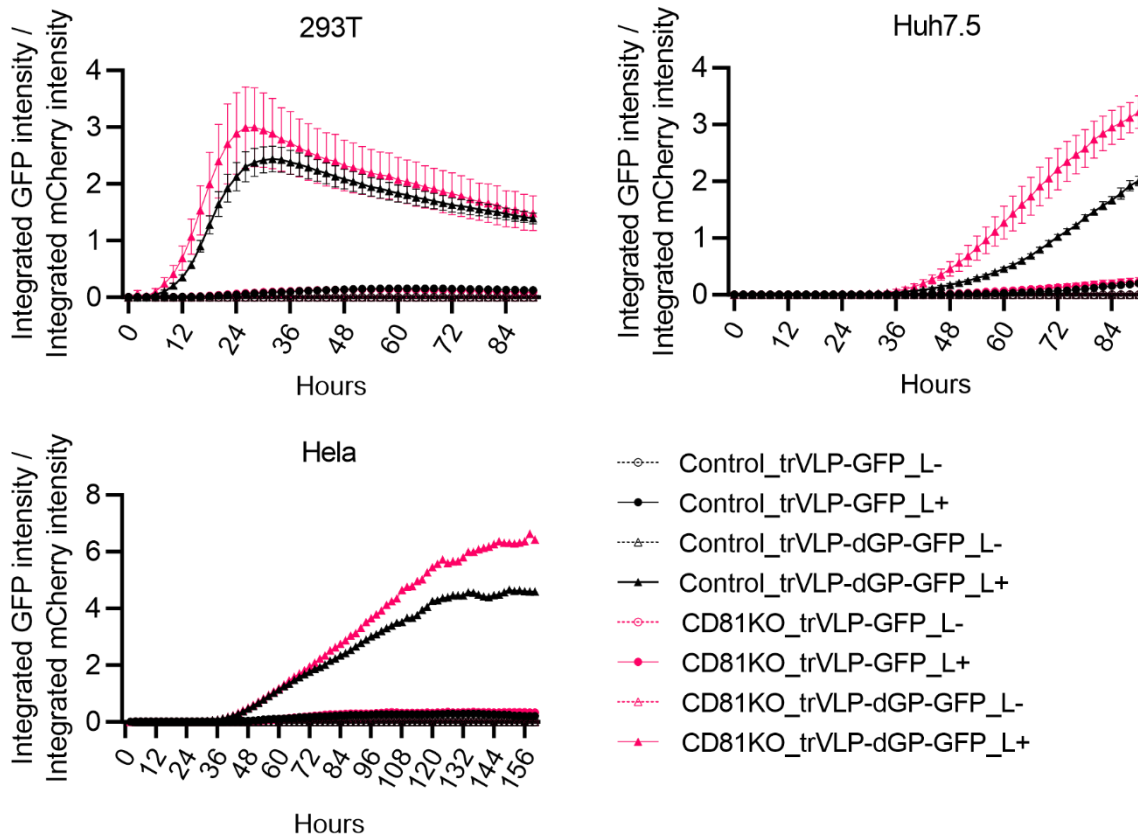 293T
Integrated GFP intensity /
Integrated mCherry intensity
4
3
2
1
0
0
12
24
36
48
60
72
84
Hours
Huh7.5
Integrated GFP intensity /
Integrated mCherry intensity
4
3
2
1
0
0
12
24
36
48
60
72
84
Hours
Hela
Integrated GFP intensity /
Integrated mCherry intensity
8
6
4
2
0
0
12
24
36
48
60
72
84
96
108
120
132
144
156
Hours
Control_trVLP-GFP_L-
Control_trVLP-GFP_L+
Control_trVLP-dGP-GFP_L-
Control_trVLP-dGP-GFP_L+
CD81KO_trVLP-GFP_L-
CD81KO_trVLP-GFP_L+
CD81KO_trVLP-dGP-GFP_L-
CD81KO_trVLP-dGP-GFP_L+